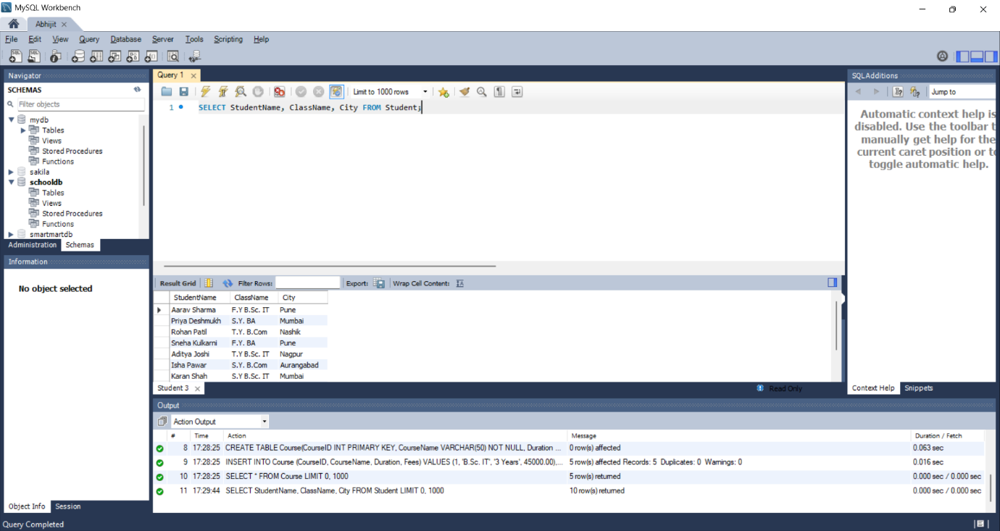 MySQL Workbench
Abhijit
File Edit View Query Database Server Tools Scripting Help
Navigator
SCHEMAS
Filter objects
mydb
Tables
Views
Stored Procedures
Functions
sakila
schooldb
Tables
Views
Stored Procedures
Functions
smartmartdb
Administration Schemas
Information
No object selected
Object Info Session
Query 1
Limit to 1000 rows
1 SELECT StudentName, ClassName, City FROM Student;
Result Grid Filter Rows: Export: Wrap Cell Content:
StudentName ClassName City
Aarav Sharma F.Y B.Sc. IT Pune
Priya Deshmukh S.Y. BA Mumbai
Rohan Patil T.Y. B.Com Nashik
Sneha Kulkarni F.Y. BA Pune
Aditya Joshi T.Y B.Sc. IT Nagpur
Isha Pawar S.Y. B.Com Aurangabad
Karan Shah S.Y B.Sc. IT Mumbai
Student 3 Read Only
SQLAdditions
Jump to
Automatic context help is
disabled. Use the toolbar t
manually get help for the
current caret position or to
toggle automatic help.
Context Help Snippets
Output
Action Output
# Time Action Message Duration / Fetch
8 17:28:25 CREATE TABLE Course(CourseID INT PRIMARY KEY, CourseName VARCHAR(50) NOT NULL, Duration ... 0 row(s) affected 0.063 sec
9 17:28:25 INSERT INTO Course (CourseID, CourseName, Duration, Fees) VALUES (1, 'B.Sc. IT', '3 Years', 45000.00),... 5 row(s) affected Records: 5 Duplicates: 0 Warnings: 0 0.016 sec
10 17:28:25 SELECT * FROM Course LIMIT 0, 1000 5 row(s) returned 0.000 sec / 0.000 sec
11 17:29:44 SELECT StudentName, ClassName, City FROM Student LIMIT 0, 1000 10 row(s) returned 0.000 sec / 0.000 sec
Query Completed